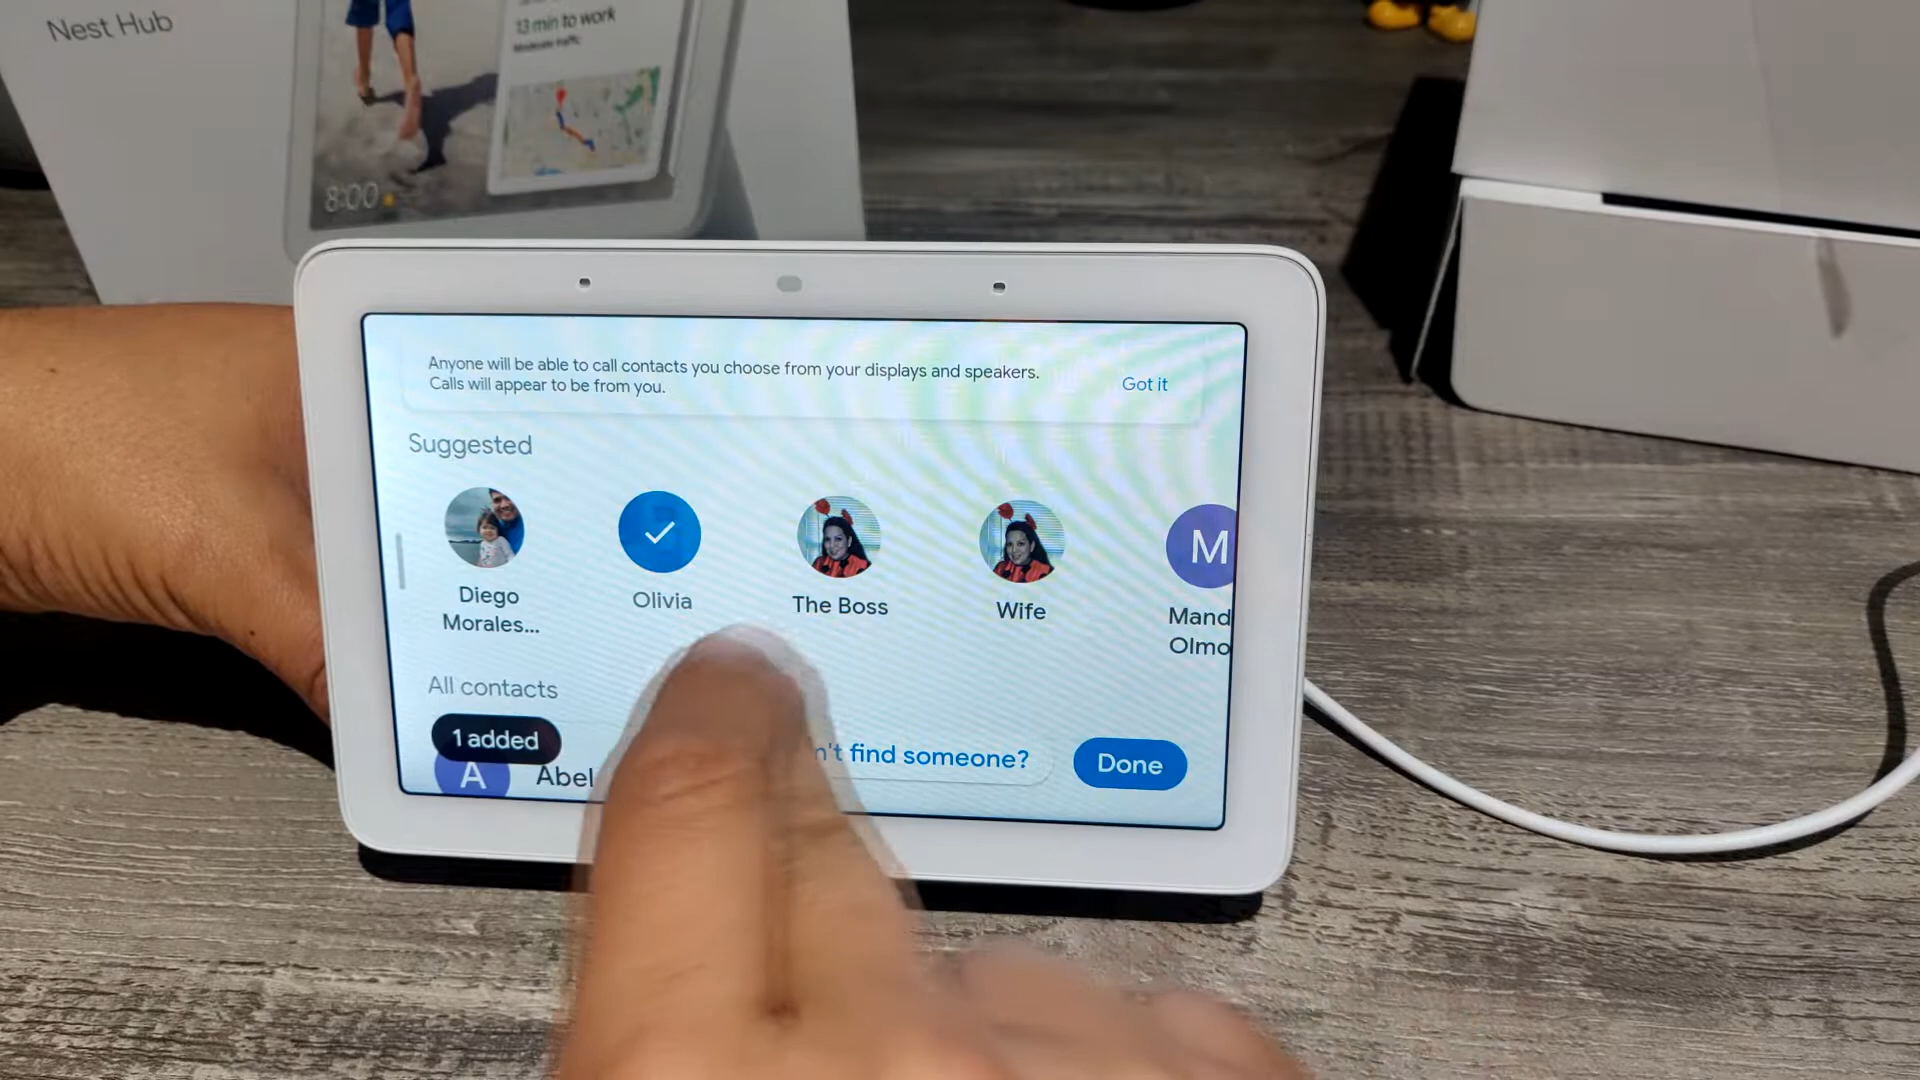 Nest Hub
13 min to work
Moderate traffic
8:00
Anyone will be able to call contacts you choose from your displays and speakers.
Calls will appear to be from you.
Got it
Suggested
Diego
Morales...
Olivia
The Boss
Wife
M
Mand
Olmo
All contacts
1 added
A
Abel
n't find someone?
Done